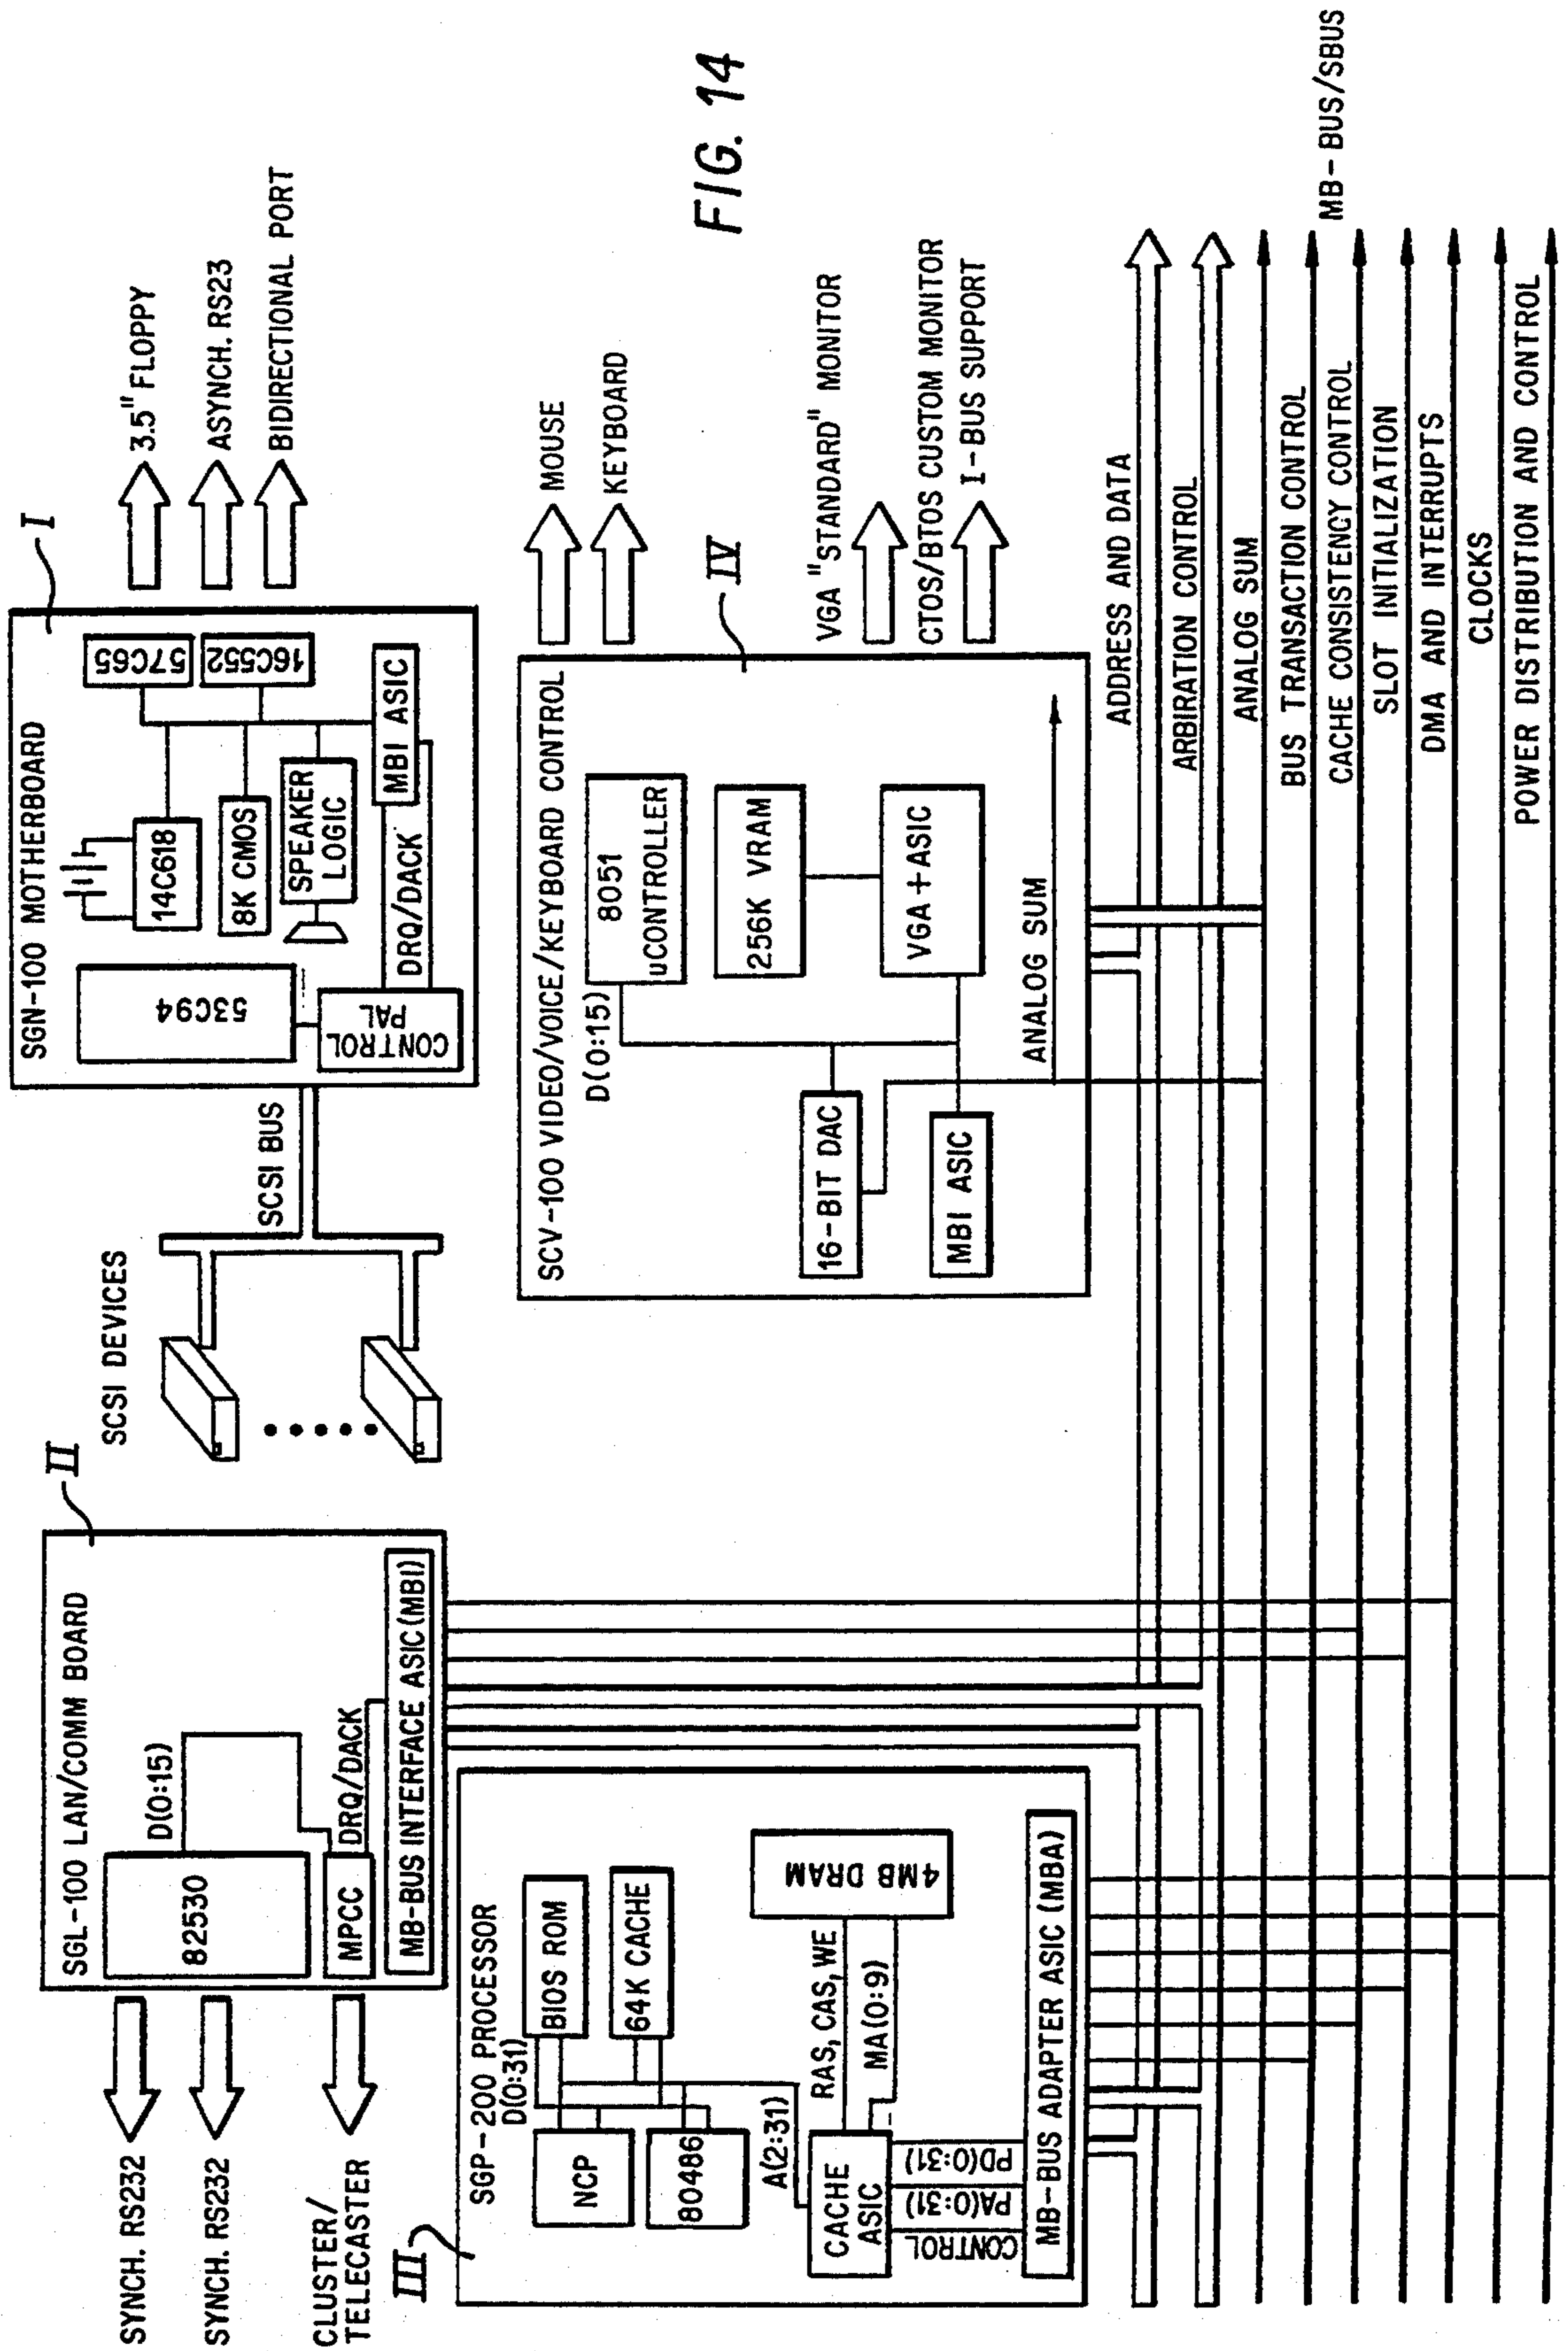 FIG. 14
SYNCH. RS232
SYNCH. RS232
CLUSTER/
TELECASTER
II
SGL-100 LAN/COMM BOARD
82530
D(0:15)
MPCC
DRQ/DACK
MB-BUS INTERFACE ASIC(MBI)
SCSI DEVICES
SCSI BUS
I
SGN-100 MOTHERBOARD
53C94
CONTROL
PAL
14C618
8K CMOS
SPEAKER
LOGIC
DRQ/DACK
57C65
16C552
MBI ASIC
3.5" FLOPPY
ASYNCH. RS23
BIDIRECTIONAL PORT
III
SGP-200 PROCESSOR
D(0:31)
NCP
BIOS ROM
80486
64K CACHE
A(2:31)
CACHE
ASIC
RAS, CAS, WE
MA(0:9)
4MB DRAM
CONTROL
PA(0:31)
PD(0:31)
MB-BUS ADAPTER ASIC (MBA)
IV
SCV-100 VIDEO/VOICE/KEYBOARD CONTROL
D(0:15)
8051
uCONTROLLER
16-BIT DAC
256K VRAM
MBI ASIC
VGA+ASIC
ANALOG SUM
MOUSE
KEYBOARD
VGA "STANDARD" MONITOR
CTOS/BTOS CUSTOM MONITOR
I-BUS SUPPORT
ADDRESS AND DATA
ARBIRATION CONTROL
ANALOG SUM
BUS TRANSACTION CONTROL
MB-BUS/SBUS
CACHE CONSISTENCY CONTROL
SLOT INITIALIZATION
DMA AND INTERRUPTS
CLOCKS
POWER DISTRIBUTION AND CONTROL